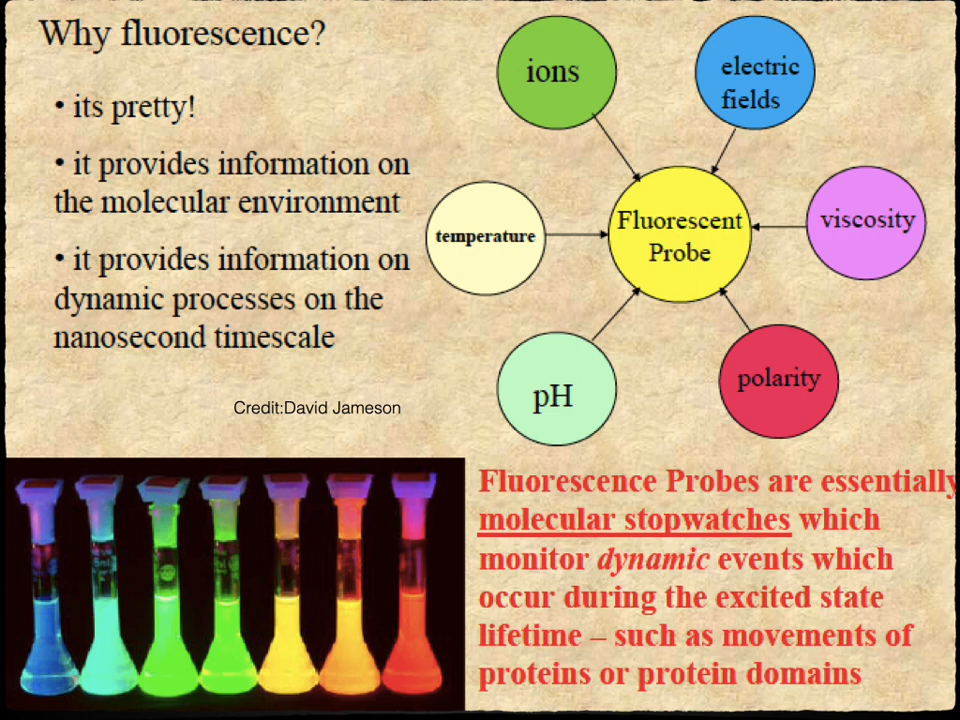 Why fluorescence?
• its pretty!
• it provides information on
the molecular environment
• it provides information on
dynamic processes on the
nanosecond timescale
Credit:David Jameson
ions
electric
fields
temperature
Fluorescent
Probe
viscosity
pH
polarity
Fluorescence Probes are essentially
molecular stopwatches which
monitor dynamic events which
occur during the excited state
lifetime – such as movements of
proteins or protein domains